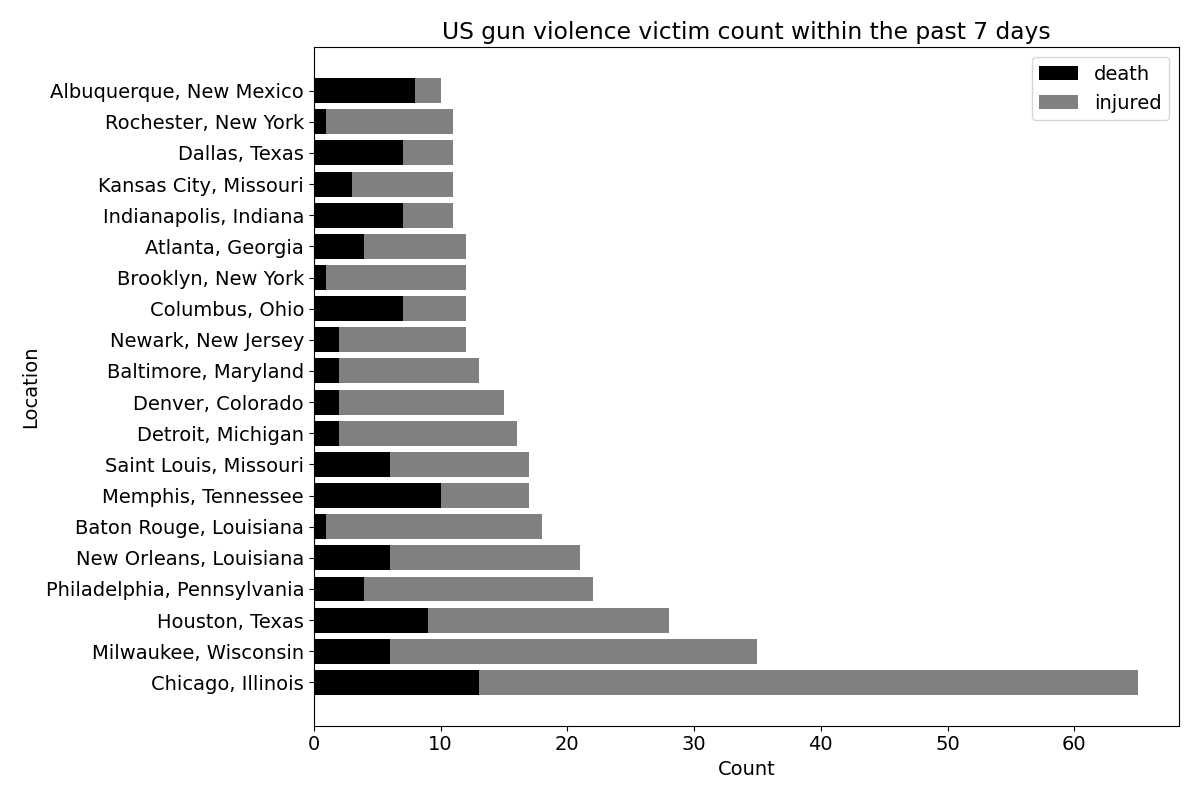 US gun violence victim count within the past 7 days
death
injured
Albuquerque, New Mexico
Rochester, New York
Dallas, Texas
Kansas City, Missouri
Indianapolis, Indiana
Atlanta, Georgia
Brooklyn, New York
Columbus, Ohio
Newark, New Jersey
Baltimore, Maryland
Denver, Colorado
Detroit, Michigan
Saint Louis, Missouri
Memphis, Tennessee
Baton Rouge, Louisiana
New Orleans, Louisiana
Philadelphia, Pennsylvania
Houston, Texas
Milwaukee, Wisconsin
Chicago, Illinois
Location
0 10 20 30 40 50 60
Count